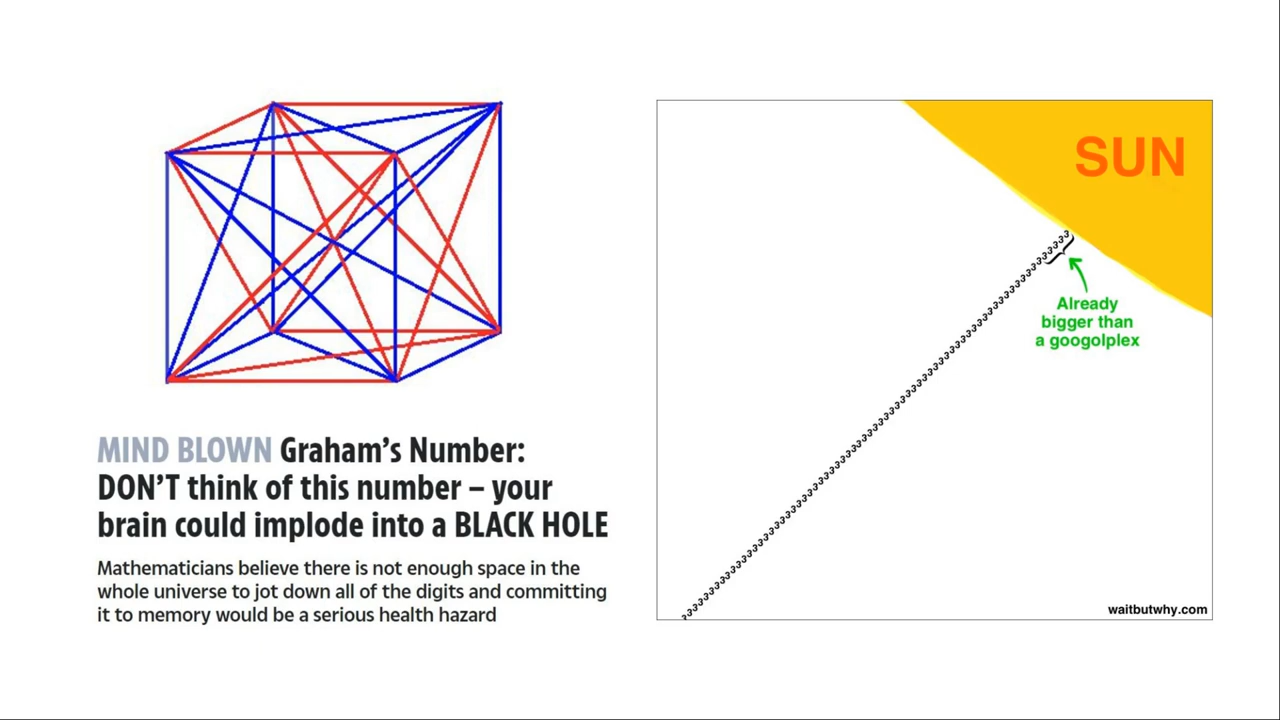 MIND BLOWN Graham's Number:
DON'T think of this number – your
brain could implode into a BLACK HOLE
Mathematicians believe there is not enough space in the
whole universe to jot down all of the digits and committing
it to memory would be a serious health hazard
SUN
Already
bigger than
a googolplex
waitbutwhy.com